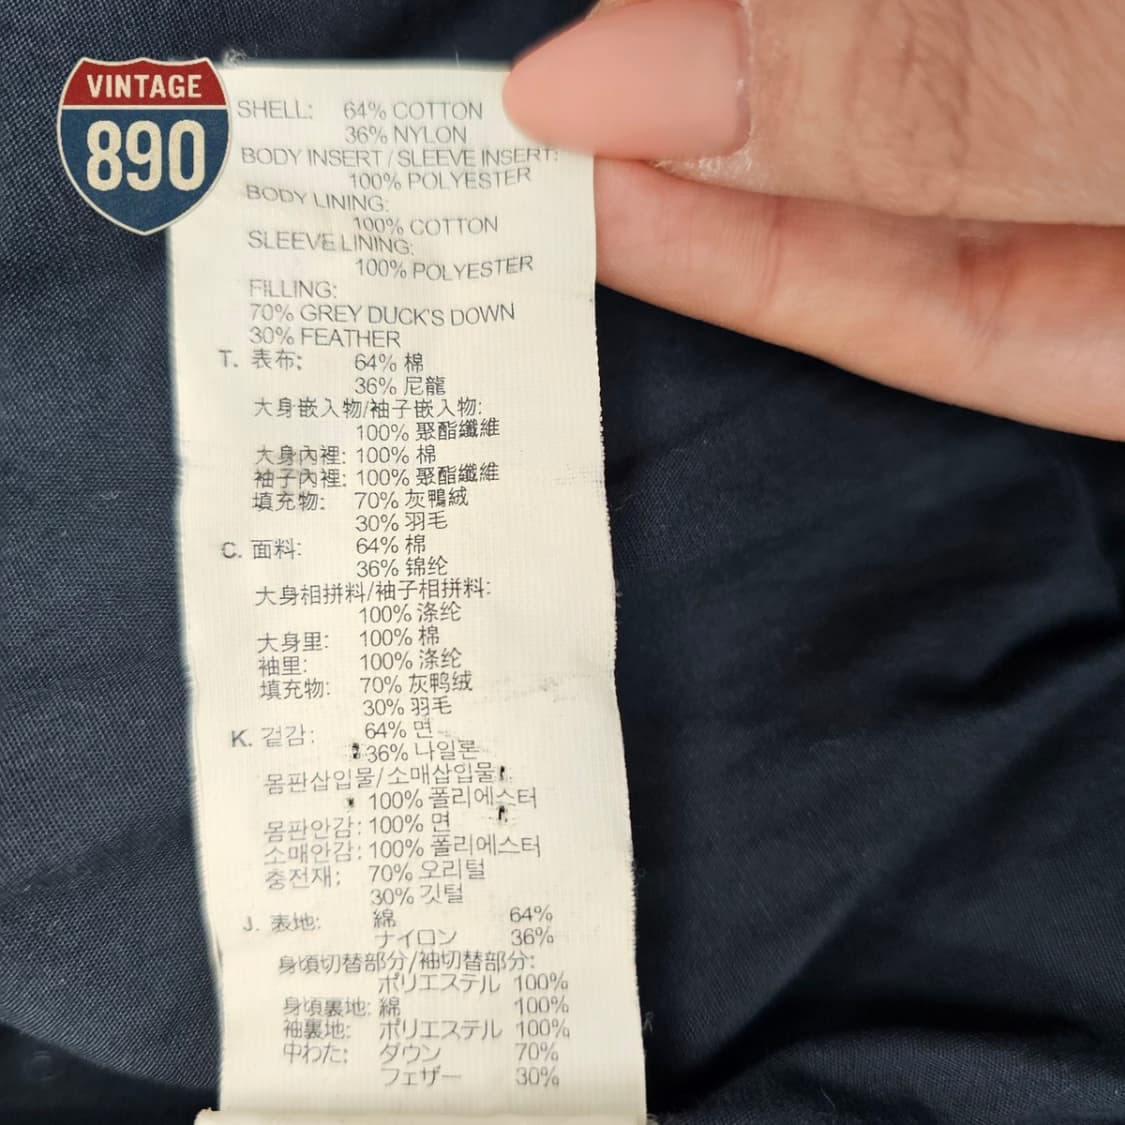 VINTAGE
890
SHELL: 64% COTTON
36% NYLON
BODY INSERT / SLEEVE INSERT:
100% POLYESTER
BODY LINING:
100% COTTON
SLEEVE LINING:
100% POLYESTER
FILLING:
70% GREY DUCK'S DOWN
30% FEATHER
T. 表布: 64% 棉
36% 尼龍
大身嵌入物/袖子嵌入物:
100% 聚酯纖維
大身內裡: 100% 棉
袖子內裡: 100% 聚酯纖維
填充物: 70% 灰鴨絨
30% 羽毛
C. 面料: 64% 棉
36% 锦纶
大身相拼料/袖子相拼料:
100% 涤纶
大身里: 100% 棉
袖里: 100% 涤纶
填充物: 70% 灰鸭绒
30% 羽毛
K. 겉감: 64% 면
36% 나일론
몸판삽입물/소매삽입물:
100% 폴리에스터
몸판안감: 100% 면
소매안감: 100% 폴리에스터
충전재: 70% 오리털
30% 깃털
J. 表地: 綿 64%
ナイロン 36%
身頃切替部分/袖切替部分:
ポリエステル 100%
身頃裏地: 綿 100%
袖裏地: ポリエステル 100%
中わた: ダウン 70%
フェザー 30%